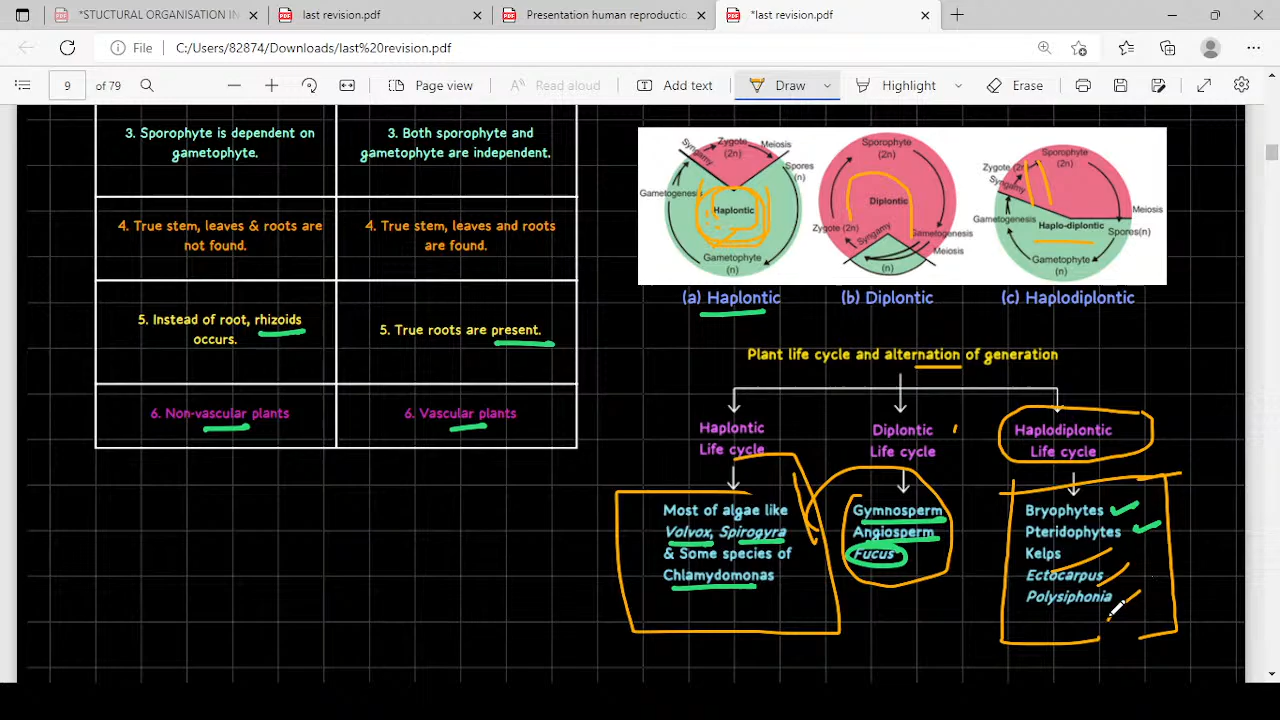 *STUCTURAL ORGANISATION IN
last revision.pdf
Presentation human reproductic
*last revision.pdf
File
C:/Users/82874/Downloads/last%20revision.pdf
9 of 79
Page view
Read aloud
Add text
Draw
Highlight
Erase
3. Sporophyte is dependent on
gametophyte.
3. Both sporophyte and
gametophyte are independent.
4. True stem, leaves & roots are
not found.
4. True stem, leaves and roots
are found.
5. Instead of root, rhizoids
occurs.
5. True roots are present.
6. Non-vascular plants
6. Vascular plants
Syngamy
Zygote
(2n)
Meiosis
Spores
(n)
Gametogenesis
Haplontic
Gametophyte
(n)
(a) Haplontic
Sporophyte
(2n)
Diplontic
Zygote (2n)
Syngamy
Gametogenesis
Meiosis
(n)
(b) Diplontic
Sporophyte
(2n)
Zygote (2n)
Syngamy
Meiosis
Gametogenesis
Haplo-diplontic
Spores(n)
Gametophyte
(n)
(c) Haplodiplontic
Plant life cycle and alternation of generation
Haplontic
Life cycle
Diplontic
Life cycle
Haplodiplontic
Life cycle
Most of algae like
Volvox, Spirogyra
& Some species of
Chlamydomonas
Gymnosperm
Angiosperm
Fucus
Bryophytes
Pteridophytes
Kelps
Ectocarpus
Polysiphonia